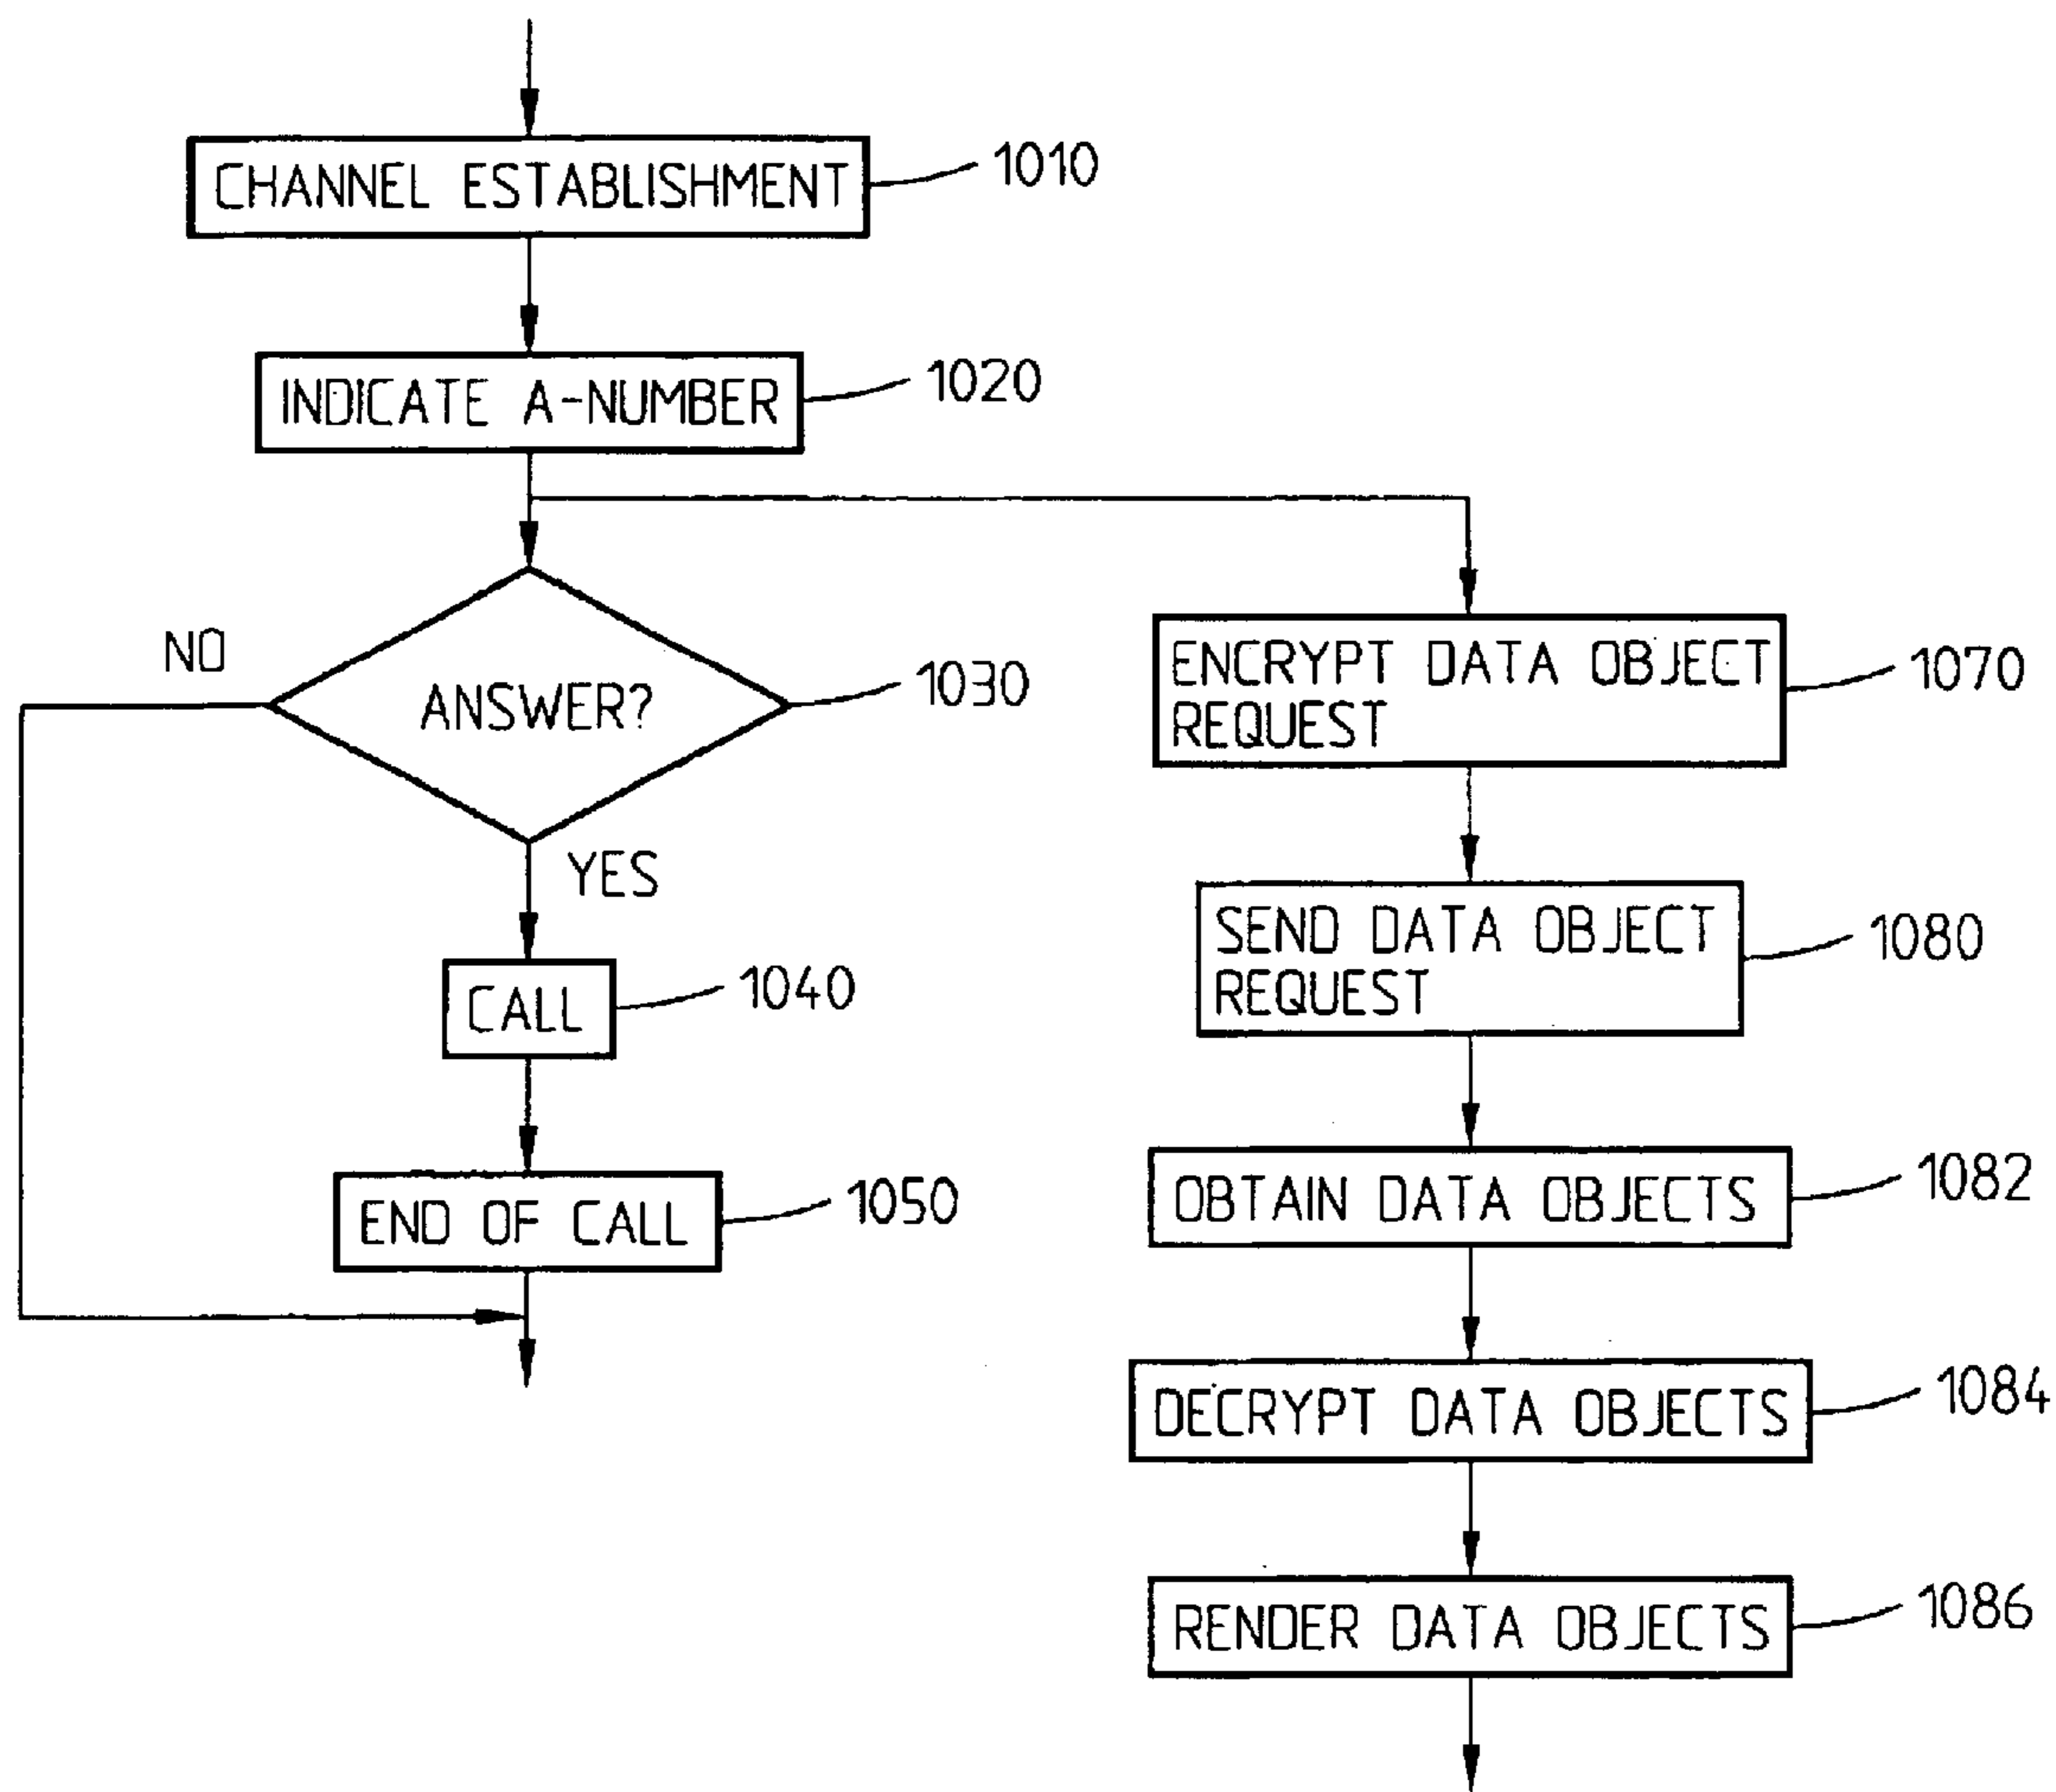 CHANNEL ESTABLISHMENT
1010
INDICATE A-NUMBER
1020
NO
ANSWER?
1030
YES
CALL
1040
END OF CALL
1050
ENCRYPT DATA OBJECT
REQUEST
1070
SEND DATA OBJECT
REQUEST
1080
OBTAIN DATA OBJECTS
1082
DECRYPT DATA OBJECTS
1084
RENDER DATA OBJECTS
1086